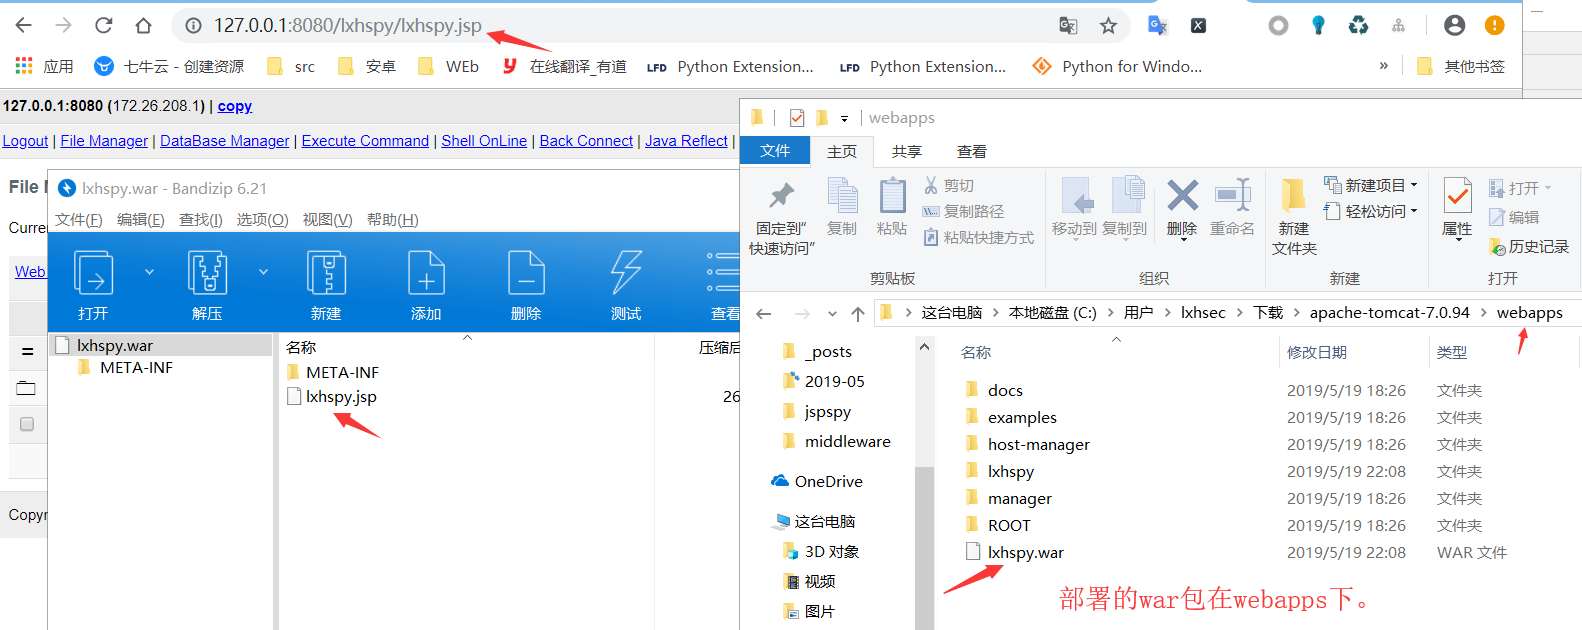 127.0.0.1:8080/lxhspy/lxhspy.jsp
应用 七牛云 - 创建资源 src 安卓 WEb 在线翻译_有道 LFD Python Extension... LFD Python Extension... Python for Windo... » 其他书签
127.0.0.1:8080 (172.26.208.1) | copy
Logout | File Manager | DataBase Manager | Execute Command | Shell OnLine | Back Connect | Java Reflect |
File M
Curre
Web
=
Copyr
lxhspy.war - Bandizip 6.21
文件(F) 编辑(E) 查找(I) 选项(O) 视图(V) 帮助(H)
打开 解压 新建 添加 删除 测试 查看
lxhspy.war
META-INF
名称 压缩后
META-INF
lxhspy.jsp 26
webapps
文件 主页 共享 查看
固定到"快速访问"
复制
粘贴
剪切
复制路径
粘贴快捷方式
剪贴板
移动到 复制到 删除 重命名
组织
新建文件夹
新建项目
轻松访问
新建
属性
打开
编辑
历史记录
打开
这台电脑 本地磁盘 (C:) 用户 lxhsec 下载 apache-tomcat-7.0.94 webapps
_posts
2019-05
jspspy
middleware
OneDrive
这台电脑
3D 对象
视频
图片
名称 修改日期 类型
docs 2019/5/19 18:26 文件夹
examples 2019/5/19 18:26 文件夹
host-manager 2019/5/19 18:26 文件夹
lxhspy 2019/5/19 22:08 文件夹
manager 2019/5/19 18:26 文件夹
ROOT 2019/5/19 18:26 文件夹
lxhspy.war 2019/5/19 22:08 WAR 文件
部署的war包在webapps下。